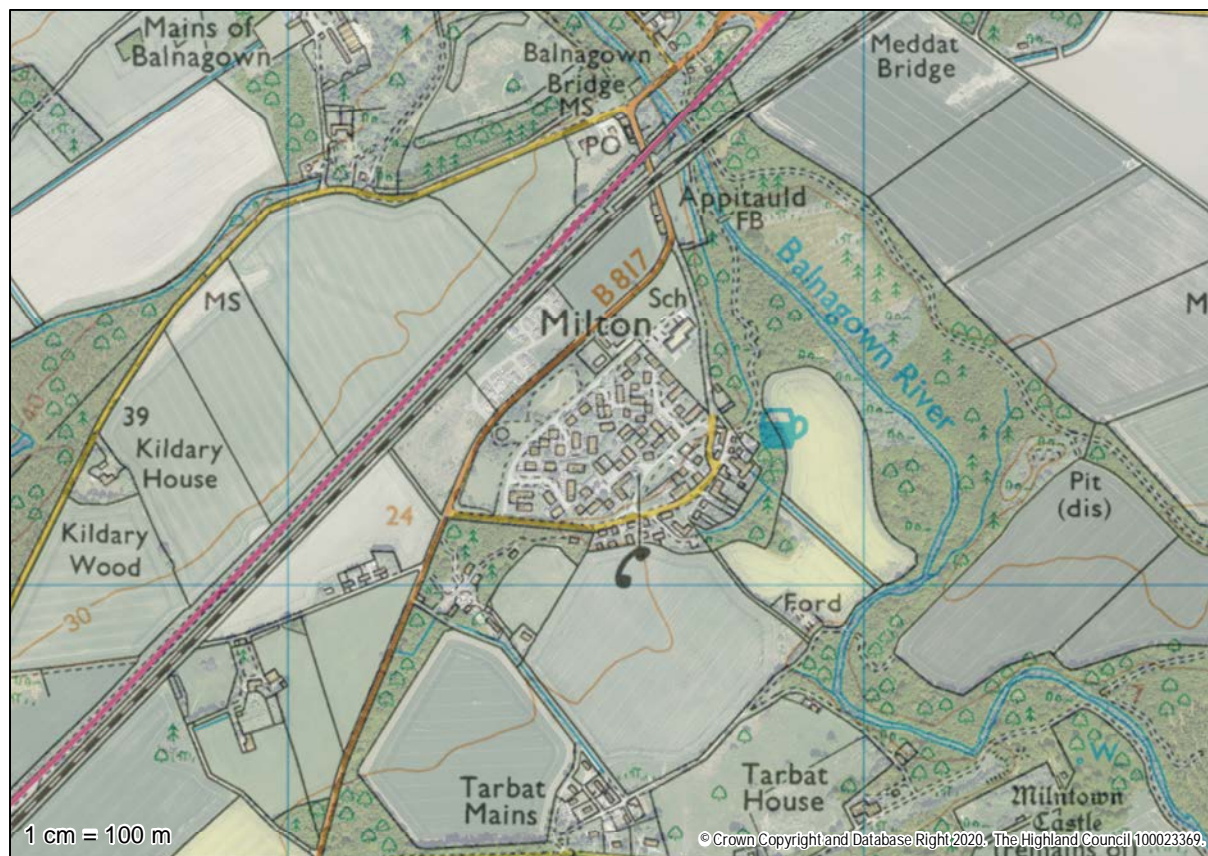 Mains of
Balnagown
Balnagown
Bridge
MS
Meddat
Bridge
PO
Appitauld
FB
Balnagown River
B 817
MS
Sch
Milton
M
40
39
Kildary
House
Pit
(dis)
24
Kildary
Wood
30
Ford
Tarbat
Mains
Tarbat
House
W
Milntown
Castle
Remains of
1 cm = 100 m
© Crown Copyright and Database Right 2020. The Highland Council 100023369.